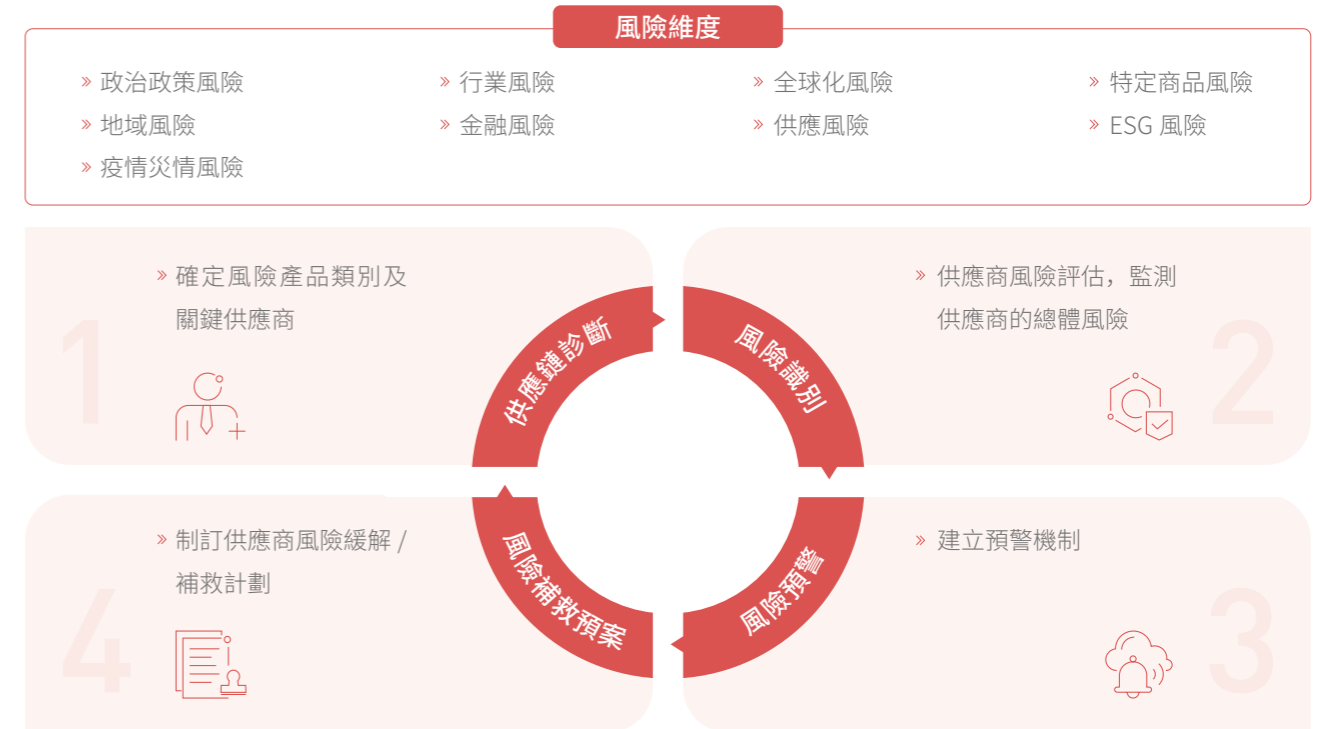 風險維度
» 政治政策風險
» 行業風險
» 全球化風險
» 特定商品風險
» 地域風險
» 金融風險
» 供應風險
» ESG 風險
» 疫情災情風險
1
» 確定風險產品類別及
關鍵供應商
供應鏈診斷
風險識別
» 供應商風險評估，監測
供應商的總體風險
2
4
» 制訂供應商風險緩解 /
補救計劃
風險補救預案
風險預警
» 建立預警機制
3